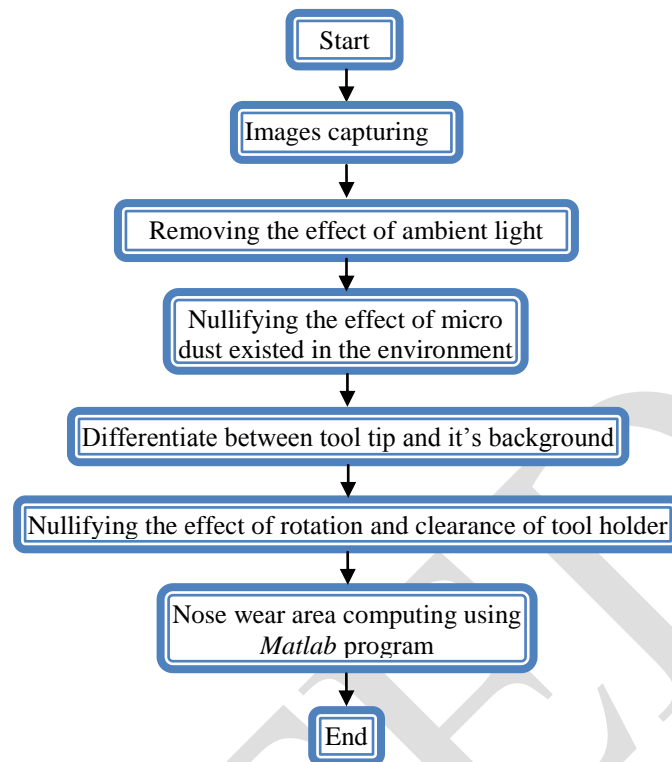 Start
Images capturing
Removing the effect of ambient light
Nullifying the effect of micro
dust existed in the environment
Differentiate between tool tip and it's background
Nullifying the effect of rotation and clearance of tool holder
Nose wear area computing using
Matlab program
End